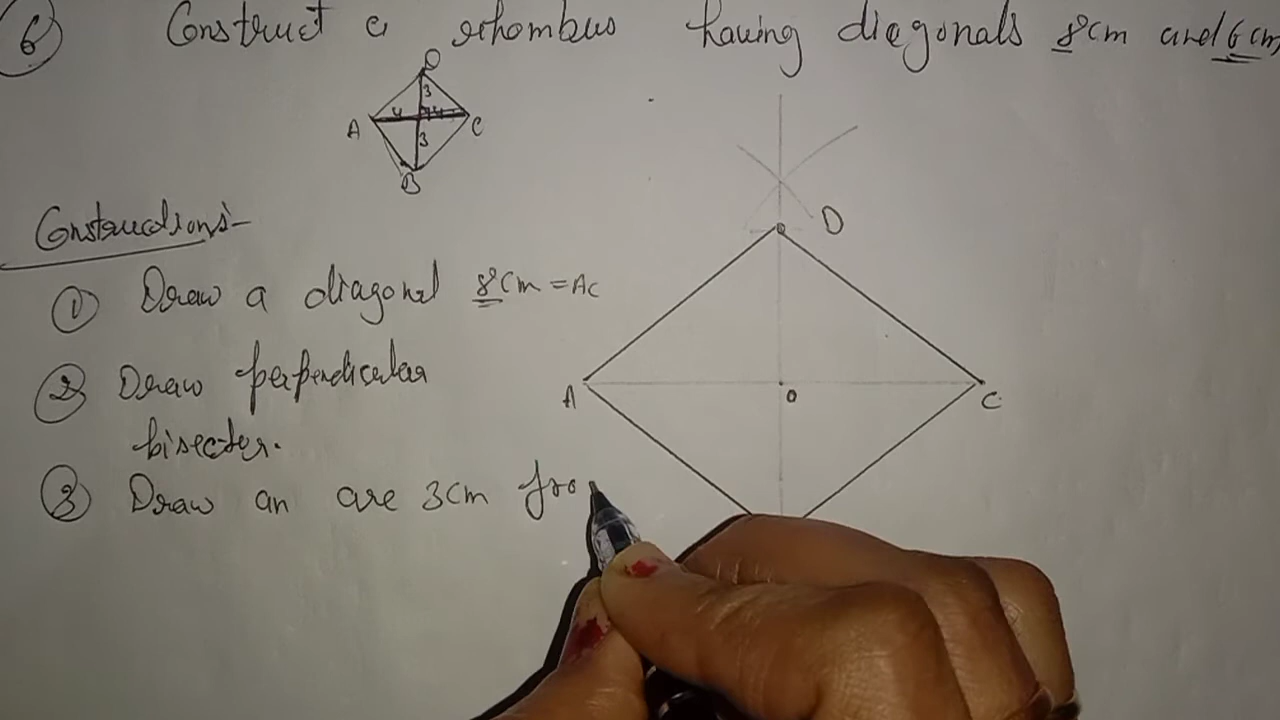 6 Construct a rhombus having diagonals 8cm and 6cm
D
3
4
A
C
3
B
Constructions:-
D
① Draw a diagonal 8cm = AC
② Draw perpendicular
A
O
C
bisecter.
③ Draw an arc 3cm fro